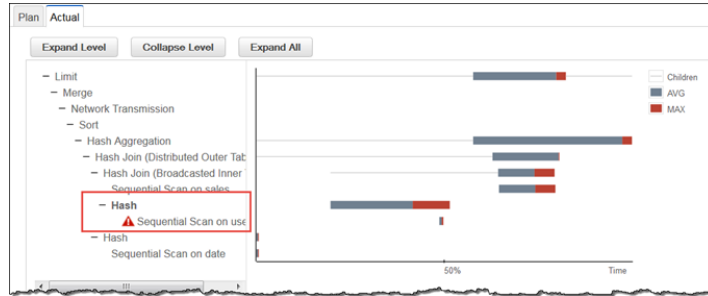 Plan Actual
Expand Level Collapse Level Expand All
− Limit
− Merge
− Network Transmission
− Sort
− Hash Aggregation
− Hash Join (Distributed Outer Tab
− Hash Join (Broadcasted Inner
Sequential Scan on sales
− Hash
Sequential Scan on use
− Hash
Sequential Scan on date
Children
AVG
MAX
50% Time